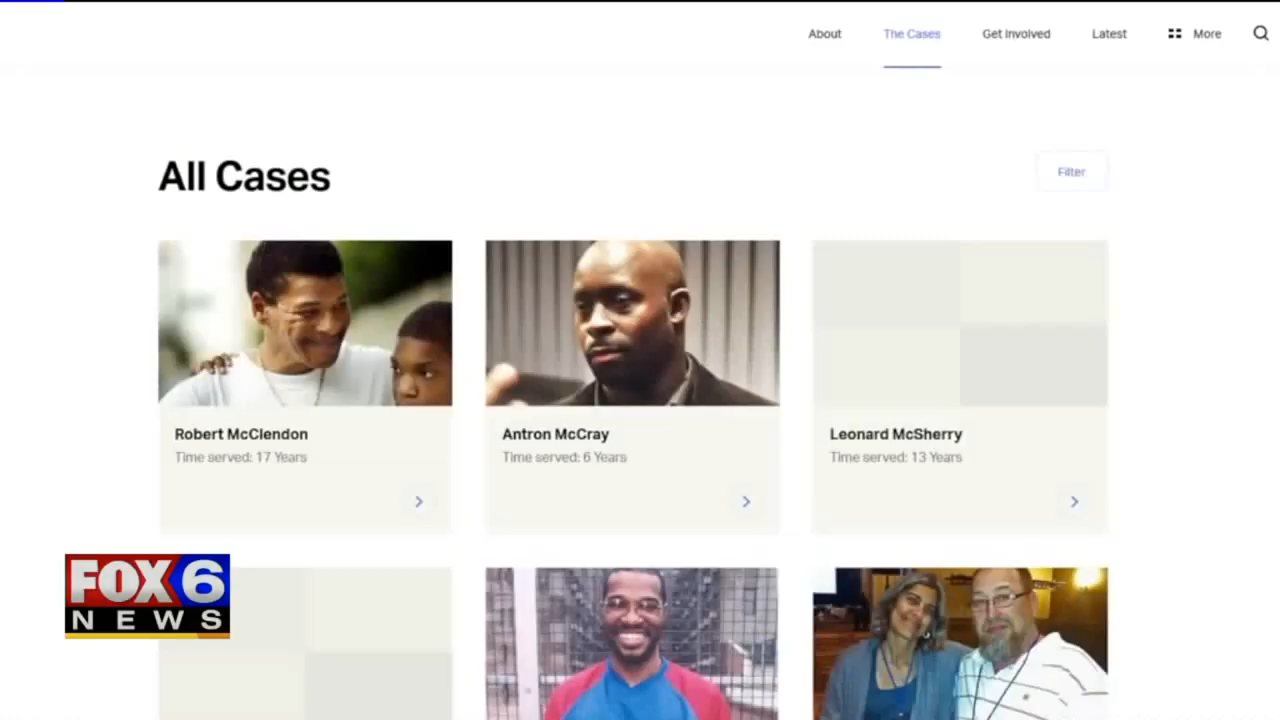 About The Cases Get Involved Latest More
All Cases
Filter
Robert McClendon
Time served: 17 Years
Antron McCray
Time served: 6 Years
Leonard McSherry
Time served: 13 Years
FOX 6
NEWS